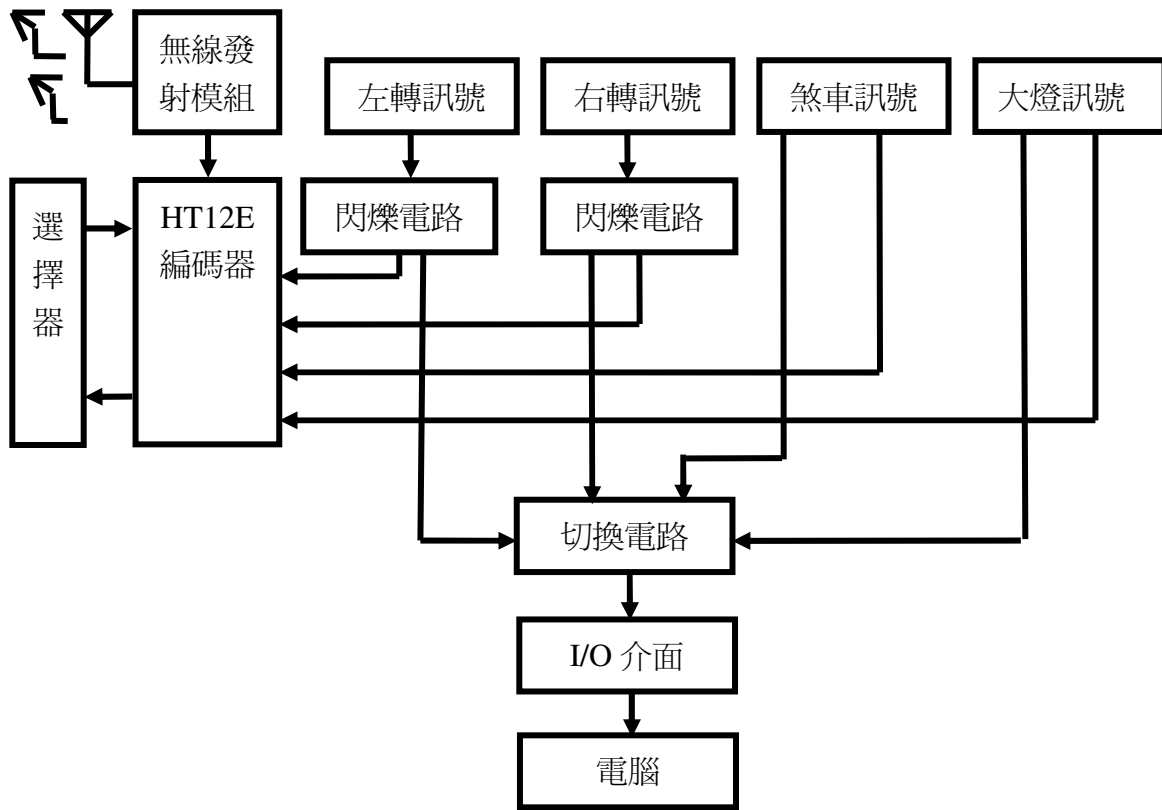 無線發
射模組
左轉訊號
右轉訊號
煞車訊號
大燈訊號
選
擇
器
HT12E
編碼器
閃爍電路
閃爍電路
切換電路
I/O 介面
電腦